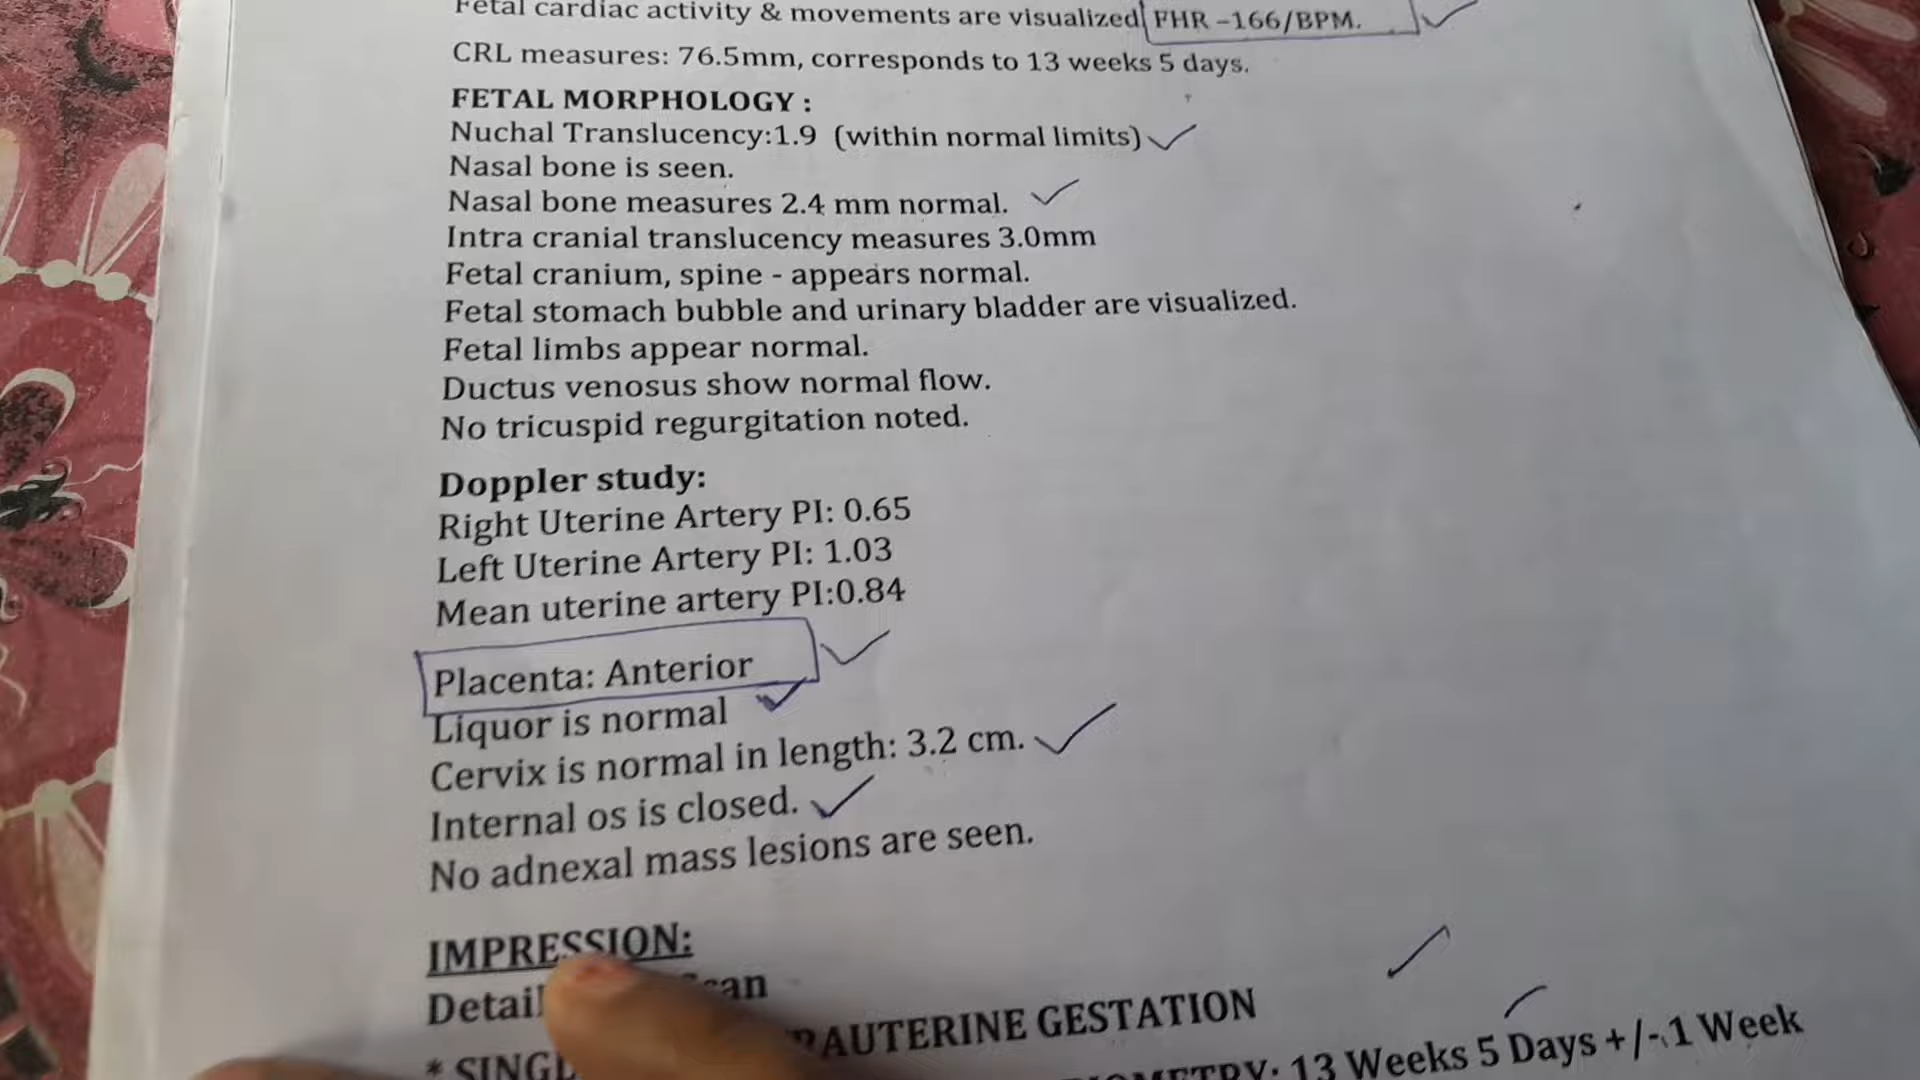 Fetal cardiac activity & movements are visualized FHR -166/BPM.
CRL measures: 76.5mm, corresponds to 13 weeks 5 days.
FETAL MORPHOLOGY :
Nuchal Translucency:1.9 (within normal limits)
Nasal bone is seen.
Nasal bone measures 2.4 mm normal.
Intra cranial translucency measures 3.0mm
Fetal cranium, spine - appears normal.
Fetal stomach bubble and urinary bladder are visualized.
Fetal limbs appear normal.
Ductus venosus show normal flow.
No tricuspid regurgitation noted.
Doppler study:
Right Uterine Artery PI: 0.65
Left Uterine Artery PI: 1.03
Mean uterine artery PI:0.84
Placenta: Anterior
Liquor is normal
Cervix is normal in length: 3.2 cm.
Internal os is closed.
No adnexal mass lesions are seen.
IMPRESSION:
GESTATION
13 Weeks 5 Days +/-1 Week